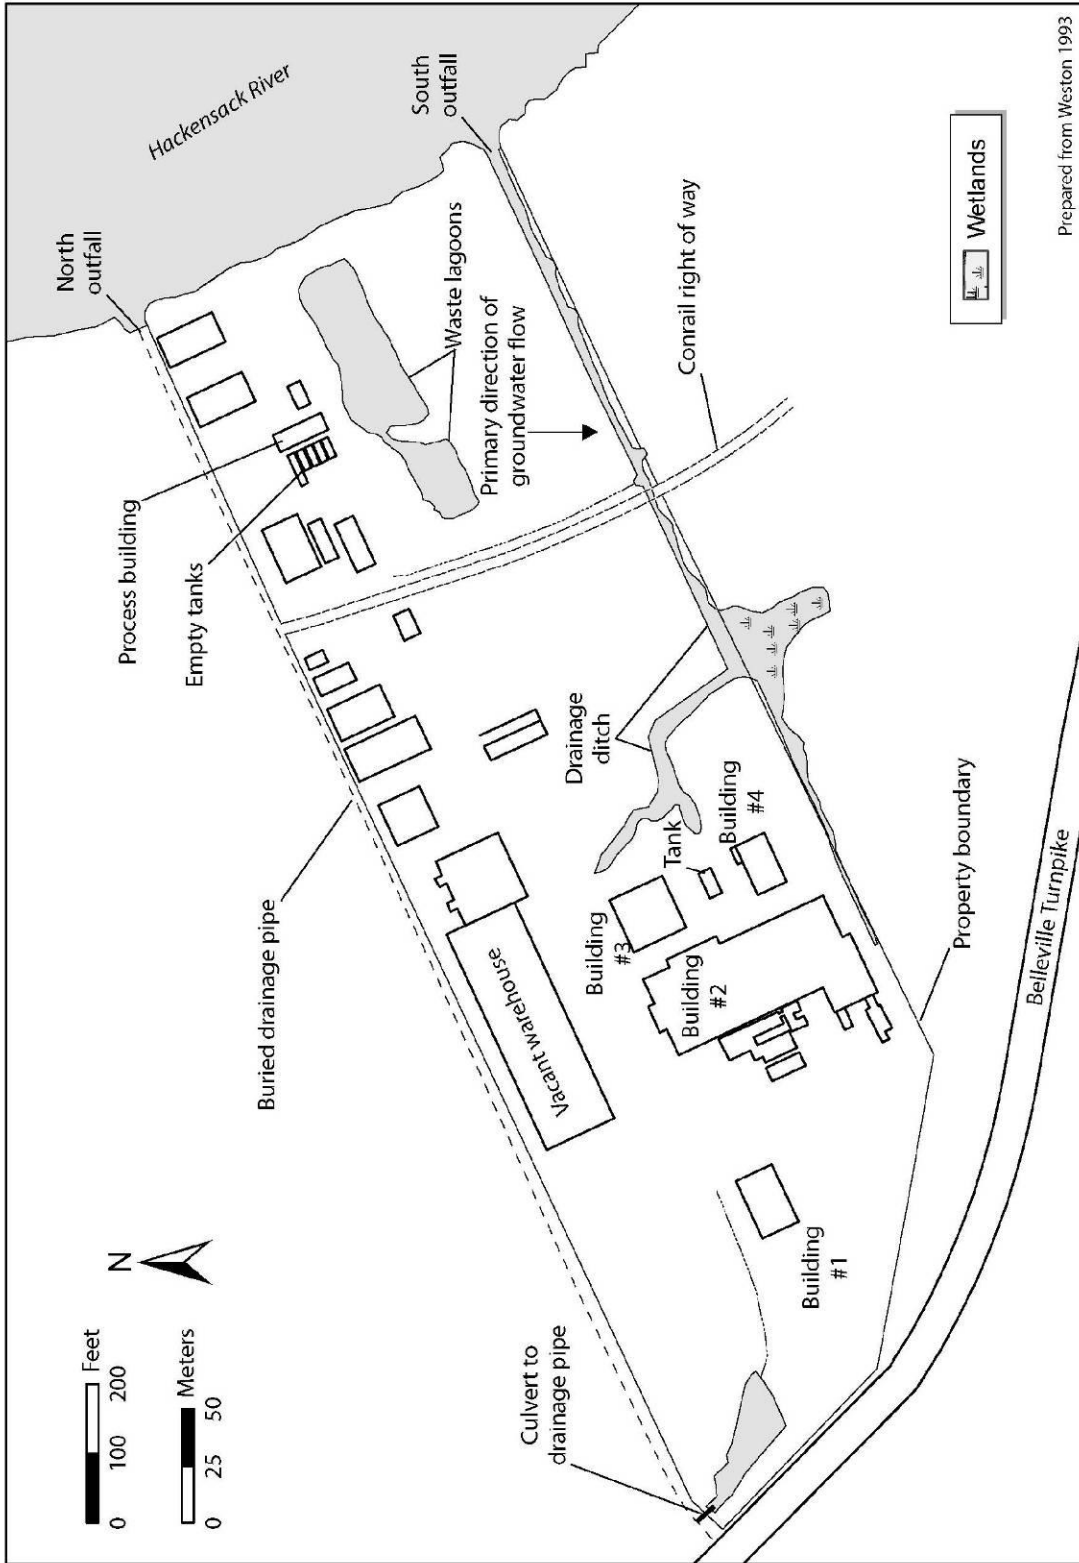 Hackensack River
North
outfall
South
outfall
Process building
Empty tanks
Waste lagoons
Primary direction of
groundwater flow
Conrail right of way
Wetlands
Prepared from Weston 1993
Buried drainage pipe
Drainage
ditch
Vacant warehouse
Building
#3
Tank
Building
#4
Building
#2
Property boundary
Belleville Turnpike
Building
#1
Culvert to
drainage pipe
N
0 100 200 Feet
0 25 50 Meters